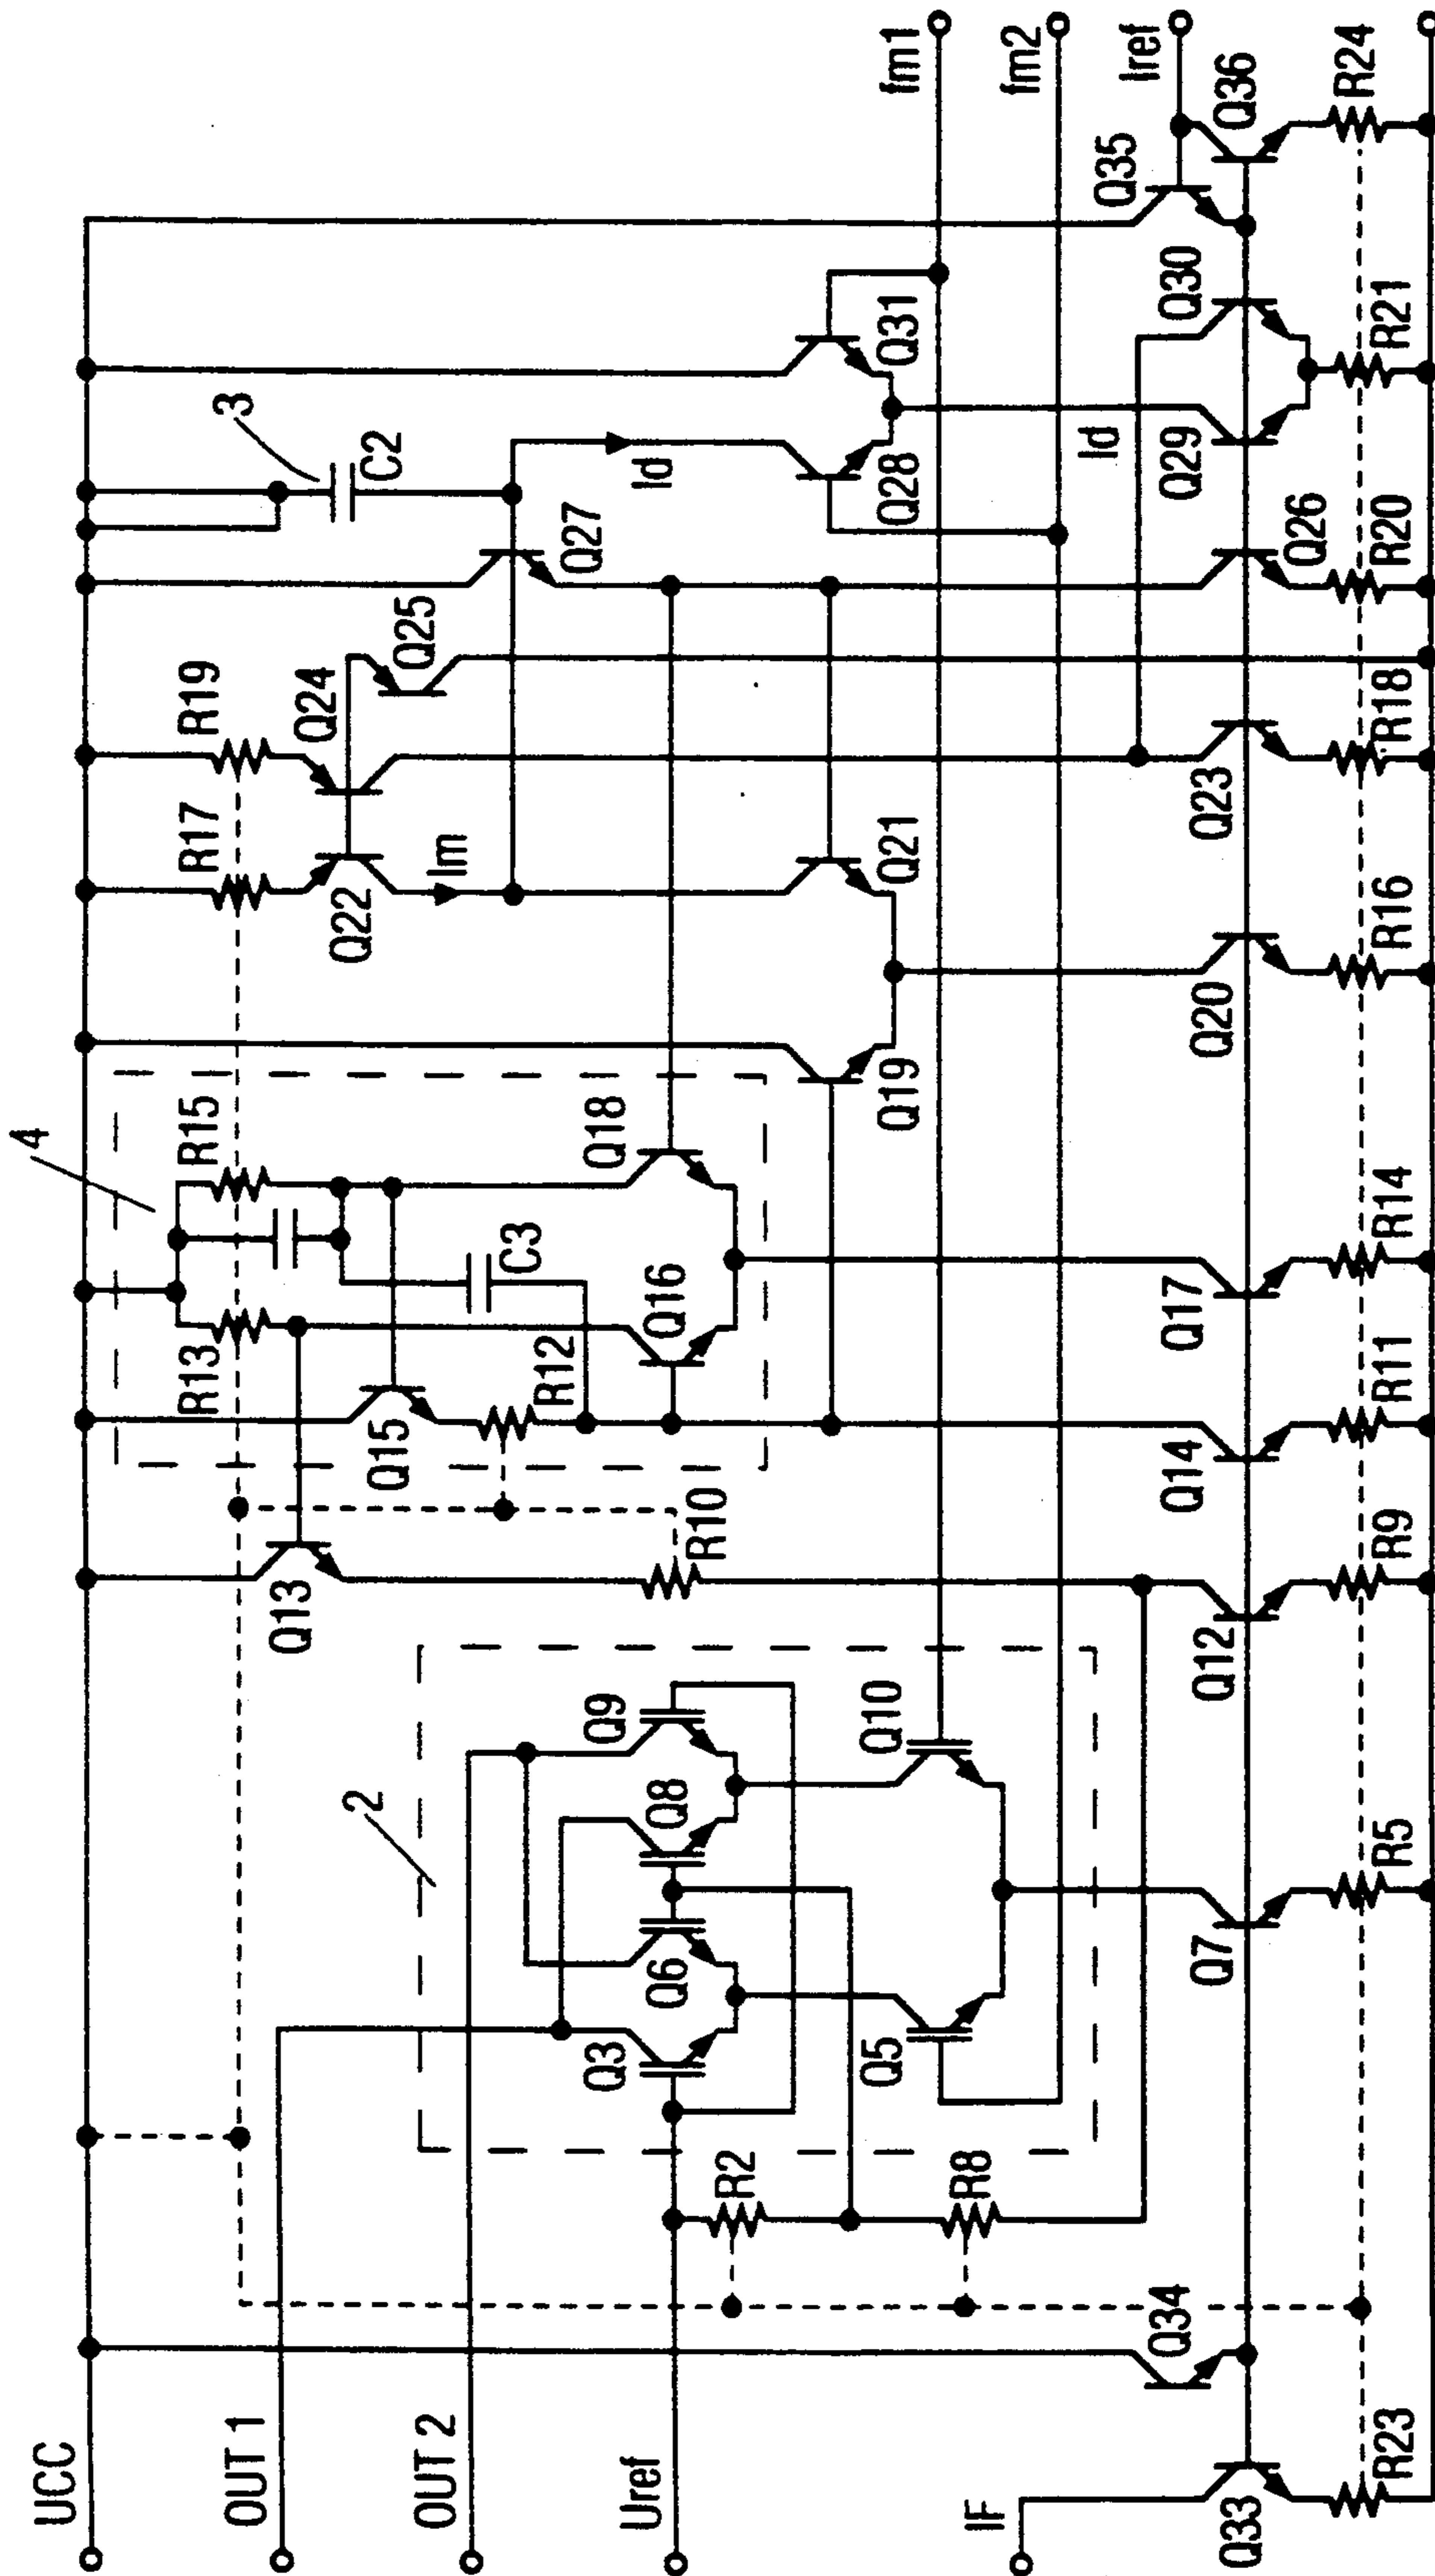 UCC
OUT 1
OUT 2
Uref
IF
fm1
fm2
Iref
2
3
4
Q3
Q6
Q8
Q9
Q5
Q10
Q7
R2
R8
R5
Q33
R23
Q34
Q13
R10
Q12
R9
R13
R15
Q15
R12
C3
Q16
Q18
Q14
R11
Q17
R14
Q19
Q21
Q20
R16
R17
R19
Q22
Q24
Q25
Im
Q23
R18
Q27
C2
Id
Q28
Q31
Id
Q26
R20
Q29
Q30
R21
Q35
Q36
R24